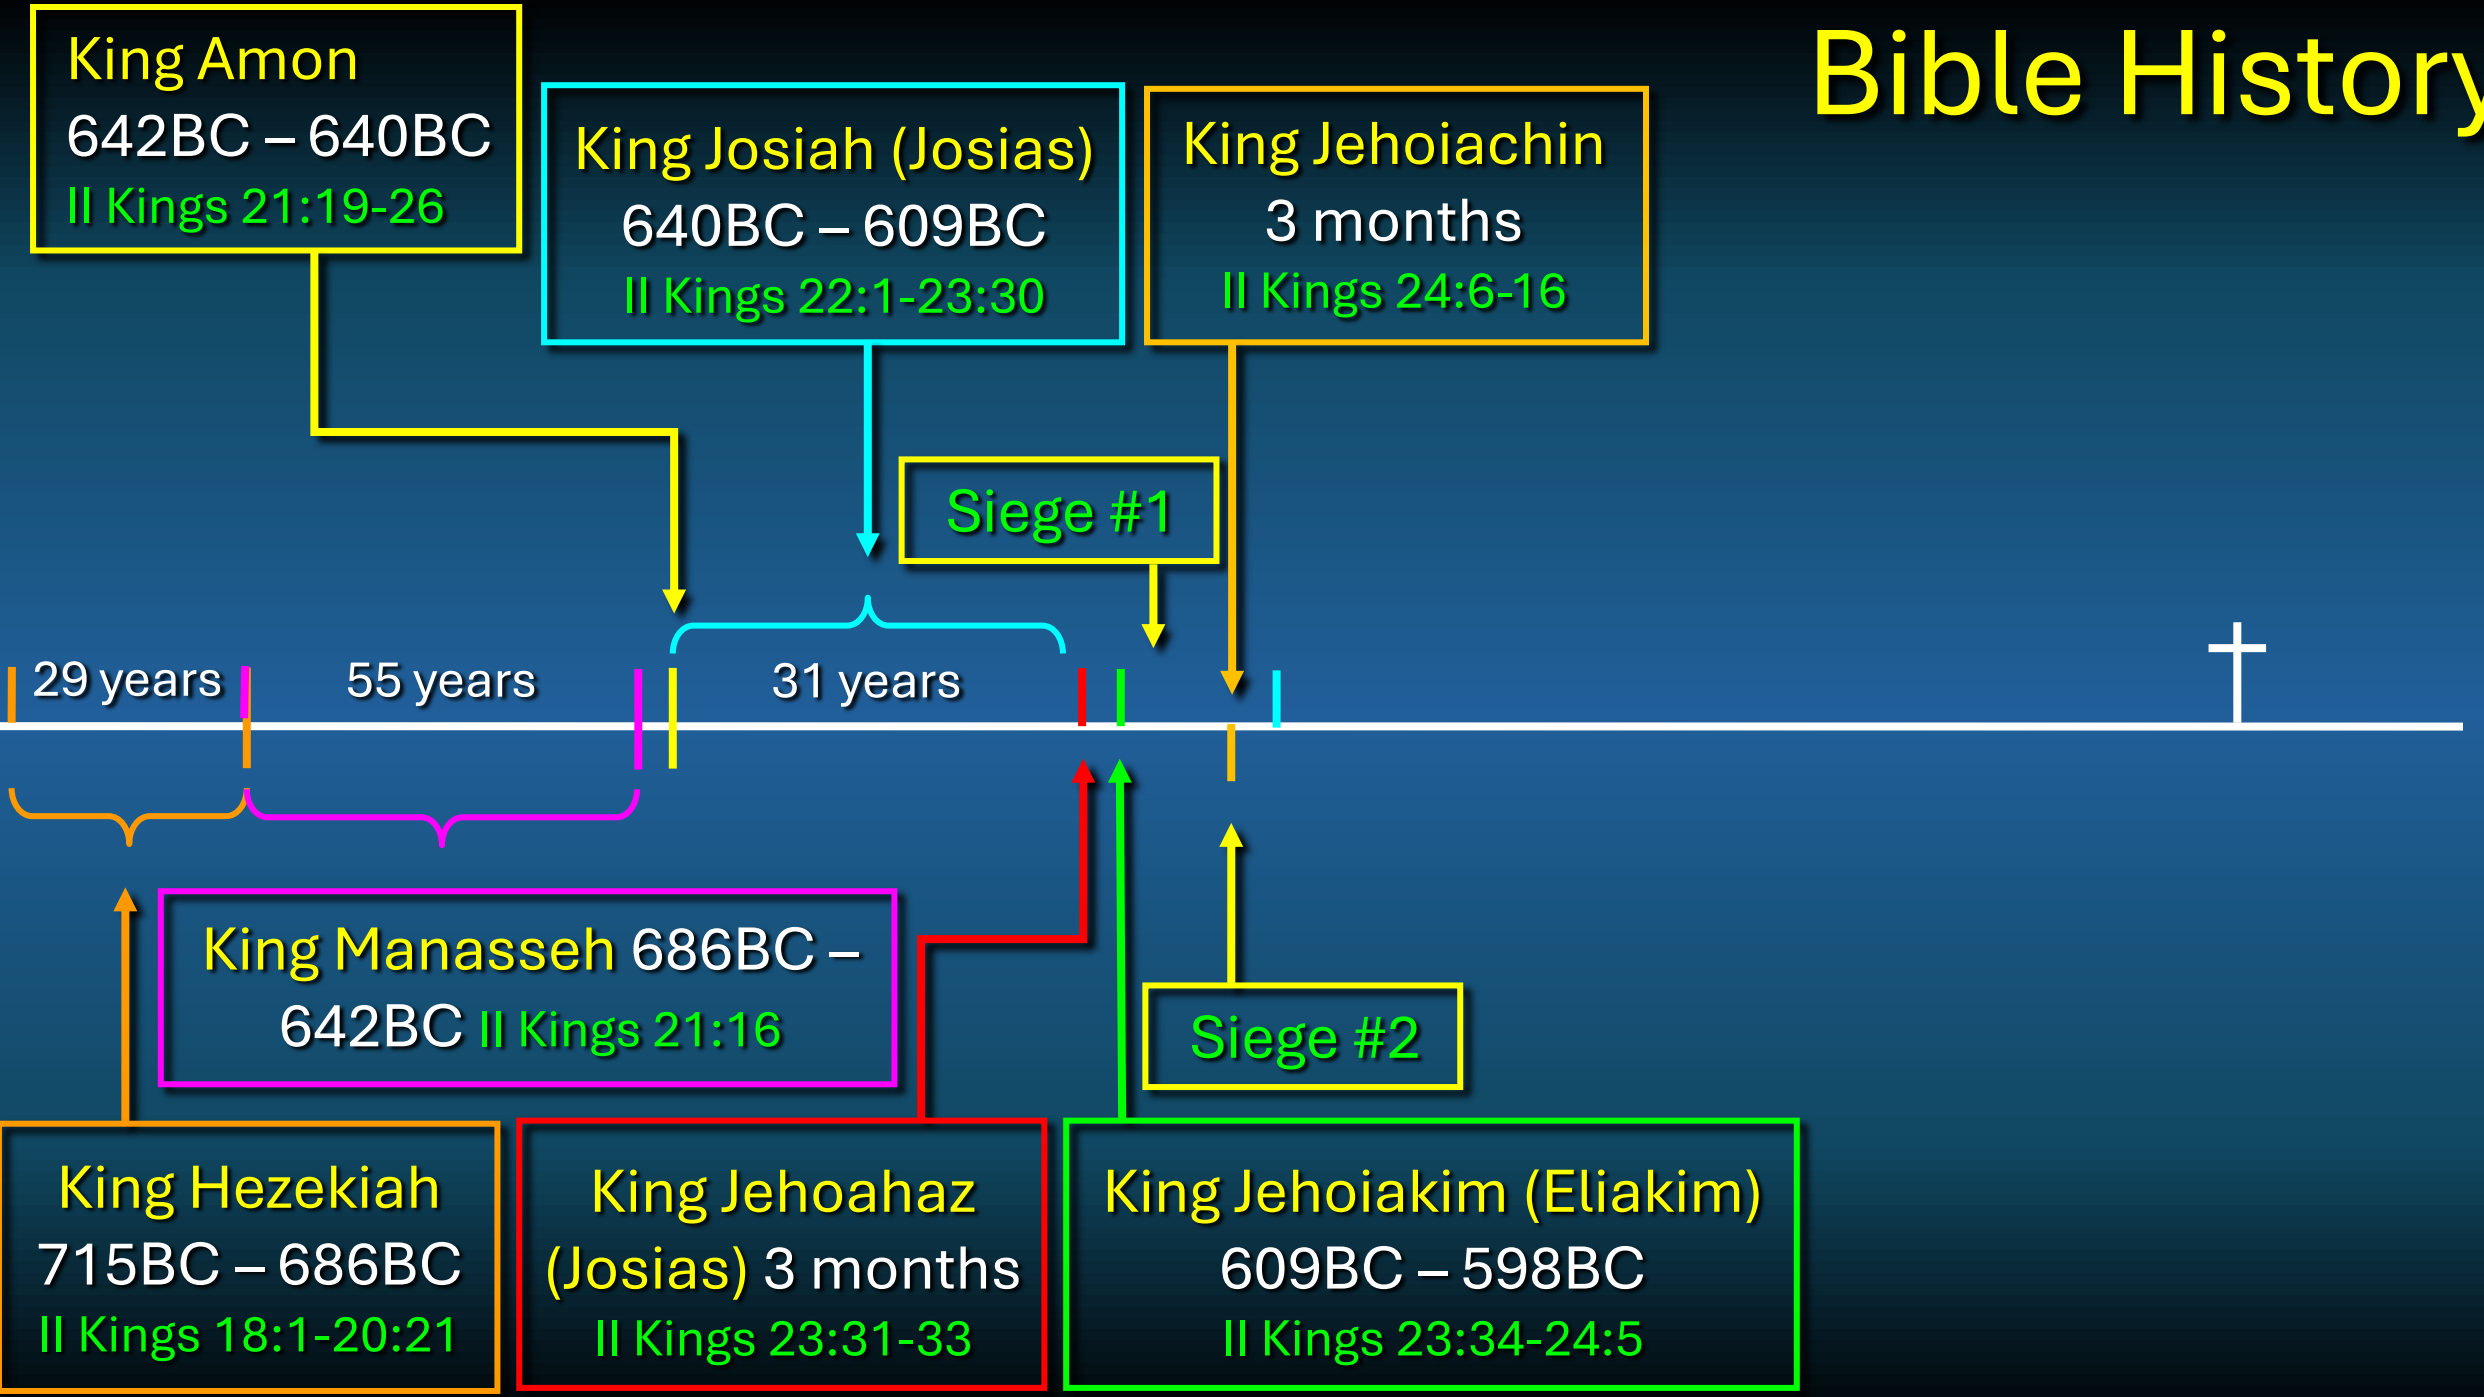 Bible History
King Amon
642BC – 640BC
II Kings 21:19-26
King Josiah (Josias)
640BC – 609BC
II Kings 22:1-23:30
King Jehoiachin
3 months
II Kings 24:6-16
Siege #1
29 years
55 years
31 years
King Manasseh 686BC –
642BC II Kings 21:16
Siege #2
King Hezekiah
715BC – 686BC
II Kings 18:1-20:21
King Jehoahaz
(Josias) 3 months
II Kings 23:31-33
King Jehoiakim (Eliakim)
609BC – 598BC
II Kings 23:34-24:5